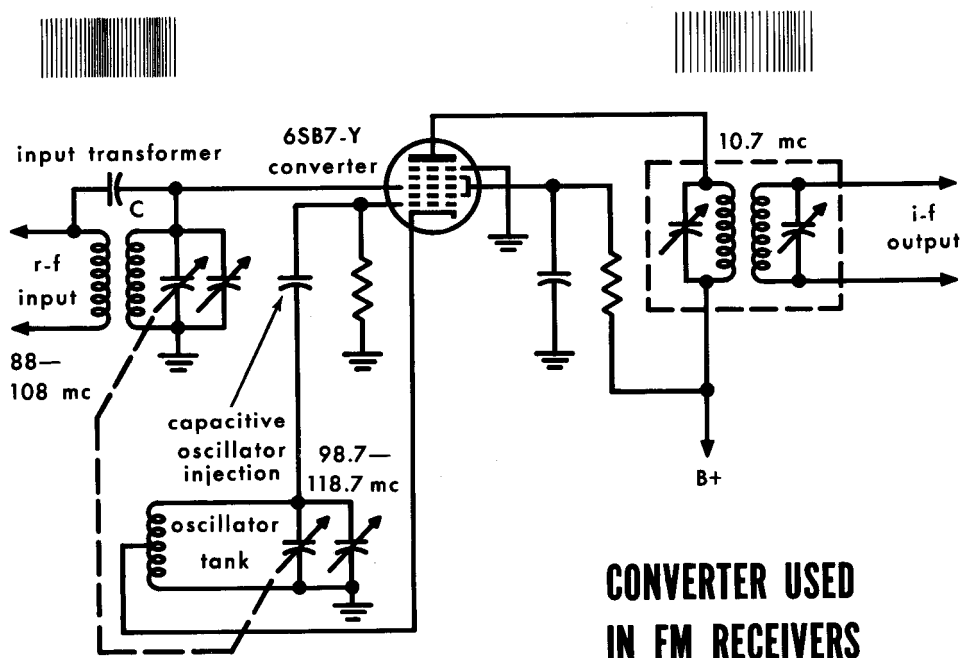 6SB7-Y
converter
input transformer
C
r-f
input
88—
108 mc
capacitive
oscillator
injection
98.7—
118.7 mc
oscillator
tank
10.7 mc
i-f
output
B+
CONVERTER USED
IN FM RECEIVERS